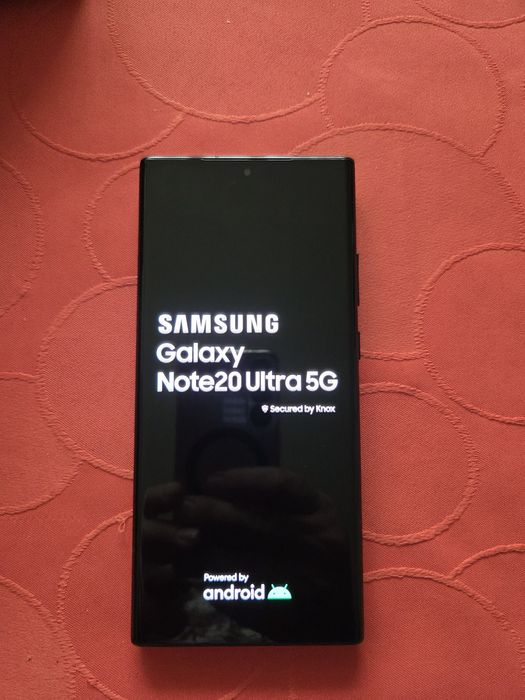 SAMSUNG
Galaxy
Note20 Ultra 5G
Secured by Knox
Powered by
android